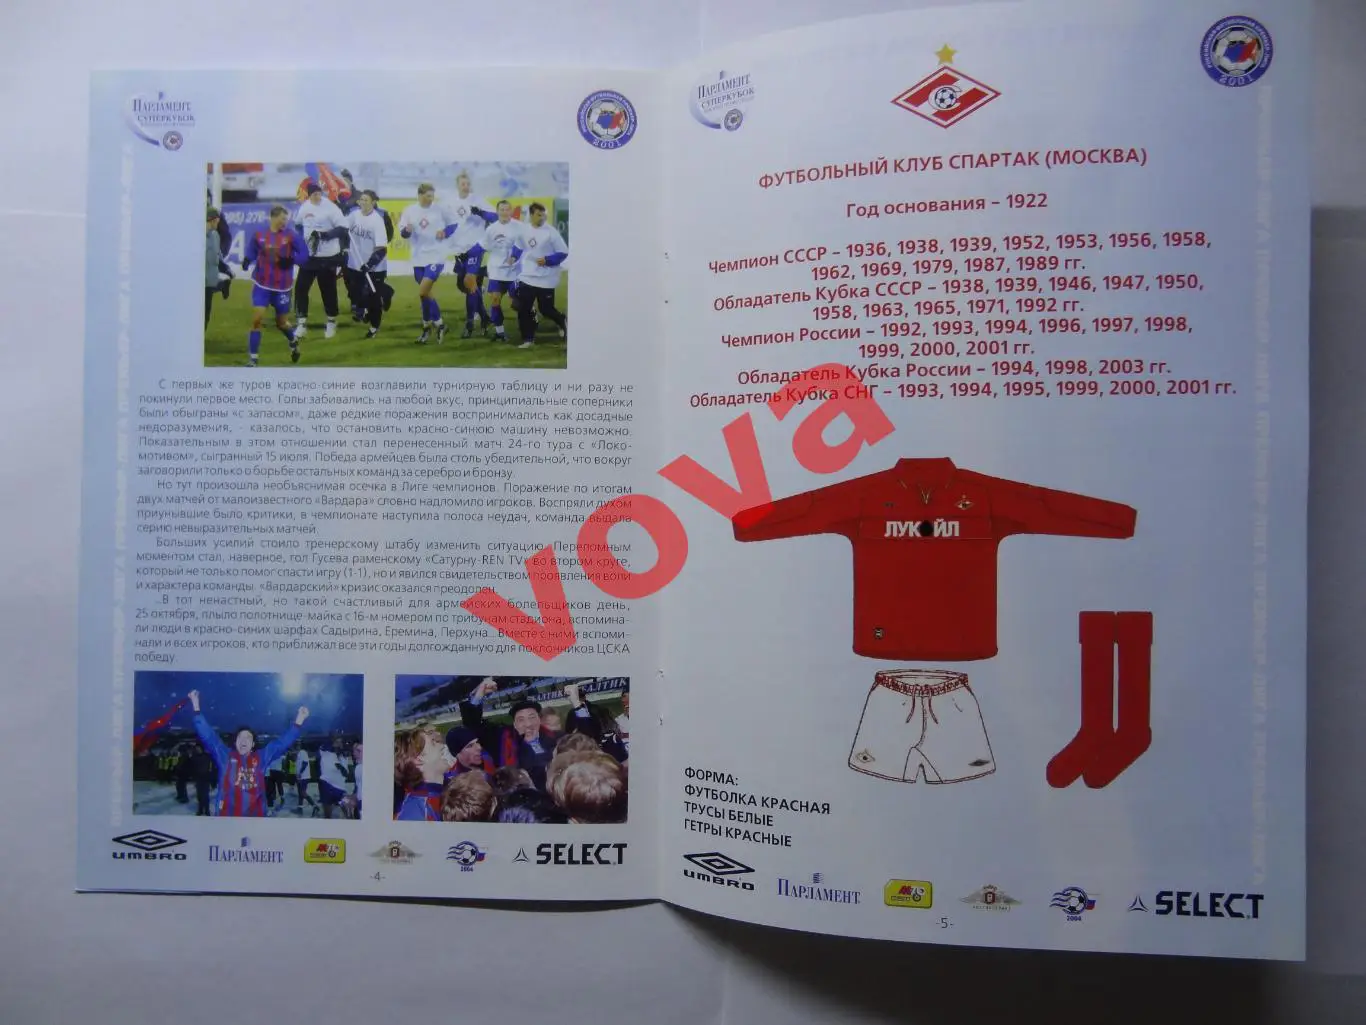 ПАРЛАМЕНТ
СУПЕРКУБОК
2001
С первых же туров красно-синие возглавили турнирную таблицу и ни разу не
покинули первое место. Голы забивались на любой вкус, принципиальные соперники
были обыграны «с запасом», даже редкие поражения воспринимались как досадные
недоразумения, - казалось, что остановить красно-синюю машину невозможно.
Показательным в этом отношении стал перенесенный матч 24-го тура с «Локо-
мотивом», сыгранный 15 июля. Победа армейцев была столь убедительной, что вокруг
заговорили только о борьбе остальных команд за серебро и бронзу.
Но тут произошла необъяснимая осечка в Лиге чемпионов. Поражение по итогам
двух матчей от малоизвестного «Вардара» словно надломило игроков. Воспряли духом
приунывшие было критики, в чемпионате наступила полоса неудач, команда выдала
серию невыразительных матчей.
Больших усилий стоило тренерскому штабу изменить ситуацию. Переломным
моментом стал, наверное, гол Гусева раменскому «Сатурну-REN TV» во втором круге,
который не только помог спасти игру (1-1), но и явился свидетельством проявления воли
и характера команды. «Вардарский» кризис оказался преодолен.
...В тот ненастный, но такой счастливый для армейских болельщиков день,
25 октября, плыло полотнище-майка с 16-м номером по трибунам стадиона, вспомина-
ли люди в красно-синих шарфах Садырина, Еремина, Перхуна... Вместе с ними вспоми-
нали и всех игроков, кто приближал все эти годы долгожданную для поклонников ЦСКА
победу.
БАЛТИК
umbro
ПАРЛАМЕНТ
2004
SELECT
-4-
ПАРЛАМЕНТ
СУПЕРКУБОК
2001
ФУТБОЛЬНЫЙ КЛУБ СПАРТАК (МОСКВА)
Год основания – 1922
Чемпион СССР – 1936, 1938, 1939, 1952, 1953, 1956, 1958,
1962, 1969, 1979, 1987, 1989 гг.
Обладатель Кубка СССР – 1938, 1939, 1946, 1947, 1950,
1958, 1963, 1965, 1971, 1992 гг.
Чемпион России – 1992, 1993, 1994, 1996, 1997, 1998,
1999, 2000, 2001 гг.
Обладатель Кубка России – 1994, 1998, 2003 гг.
Обладатель Кубка СНГ – 1993, 1994, 1995, 1999, 2000, 2001 гг.
ЛУКОЙЛ
ФОРМА:
ФУТБОЛКА КРАСНАЯ
ТРУСЫ БЕЛЫЕ
ГЕТРЫ КРАСНЫЕ
umbro
ПАРЛАМЕНТ
2004
SELECT
-5-
vova